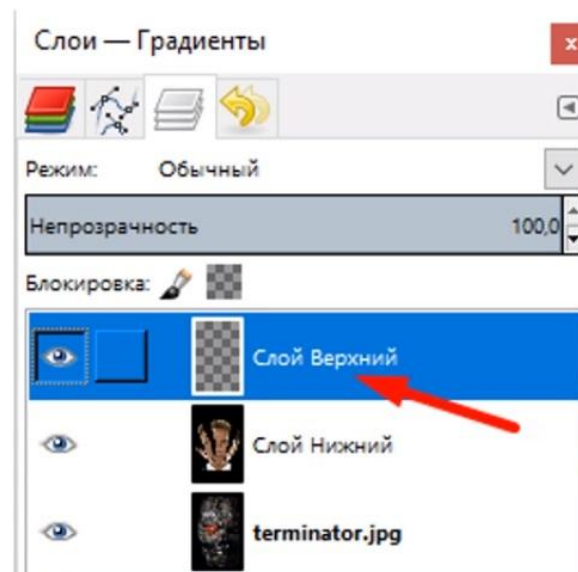 Слои — Градиенты
x
Режим: Обычный
Непрозрачность 100,0
Блокировка:
Слой Верхний
Слой Нижний
terminator.jpg